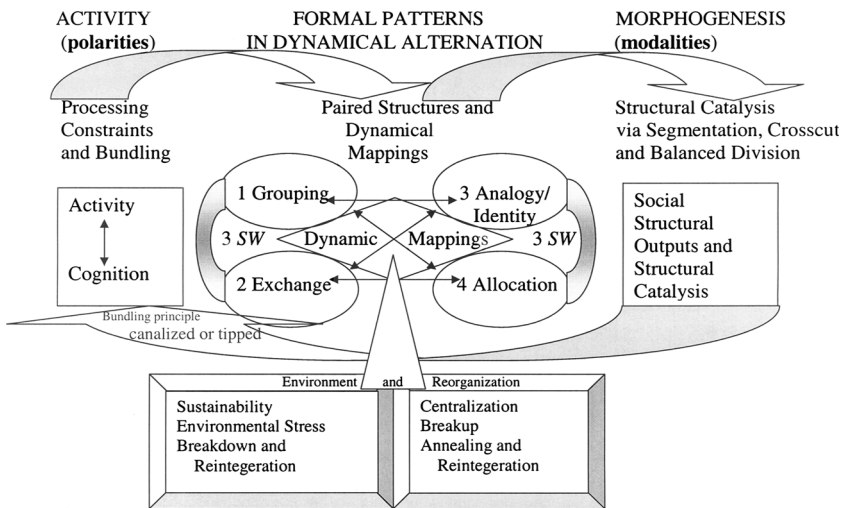 ACTIVITY
(polarities)
FORMAL PATTERNS
IN DYNAMICAL ALTERNATION
MORPHOGENESIS
(modalities)
Processing
Constraints
and Bundling
Paired Structures and
Dynamical
Mappings
Structural Catalysis
via Segmentation, Crosscut
and Balanced Division
Activity
Cognition
1 Grouping
3 Analogy/
Identity
3 SW
Dynamic
Mappings
3 SW
2 Exchange
4 Allocation
Social
Structural
Outputs and
Structural
Catalysis
Bundling principle
canalized or tipped
Environment and Reorganization
Sustainability
Environmental Stress
Breakdown and
Reintegeration
Centralization
Breakup
Annealing and
Reintegeration